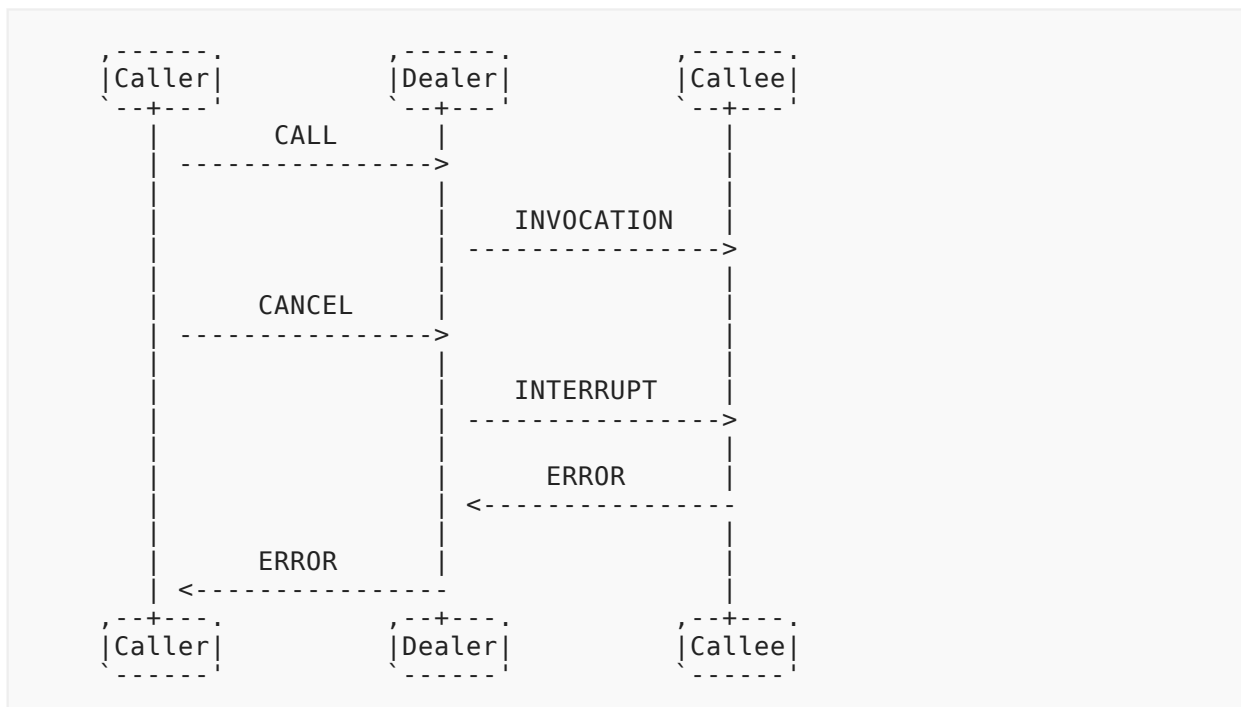 ,------.          ,------.          ,------.
|Caller|          |Dealer|          |Callee|
`--+---'          `--+---'          `--+---'
   |       CALL      |                 |
   | ---------------->                 |
   |                 |                 |
   |                 |    INVOCATION   |
   |                 | ---------------->
   |                 |                 |
   |      CANCEL     |                 |
   | ---------------->                 |
   |                 |                 |
   |                 |    INTERRUPT    |
   |                 | ---------------->
   |                 |                 |
   |                 |      ERROR      |
   |                 | <----------------
   |                 |                 |
   |      ERROR      |                 |
   | <----------------                 |
,--+---.          ,--+---.          ,--+---.
|Caller|          |Dealer|          |Callee|
`------'          `------'          `------'